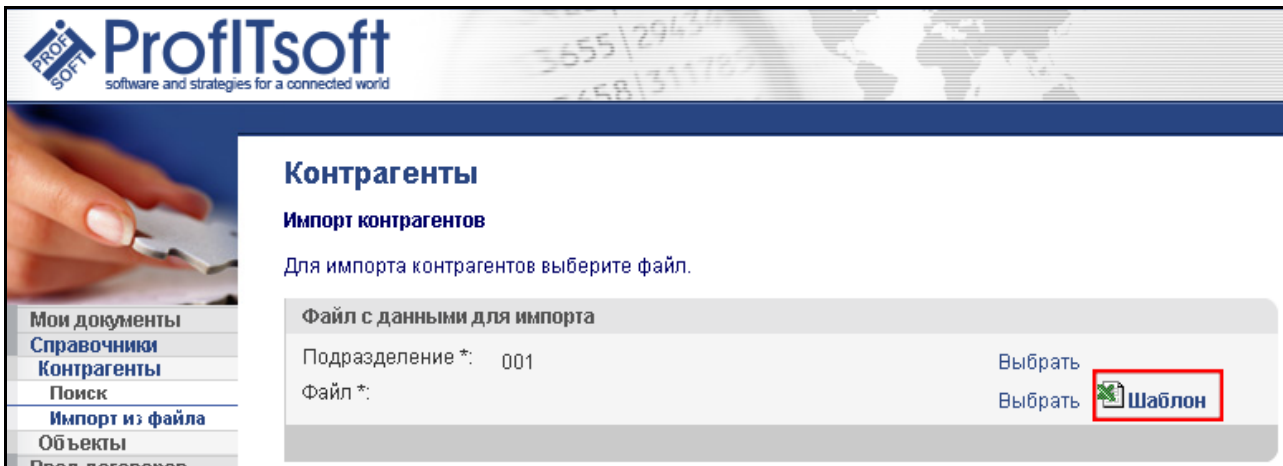 ProfITsoft
PROF IT SOFT
software and strategies for a connected world
Контрагенты
Импорт контрагентов
Для импорта контрагентов выберите файл.
Файл с данными для импорта
Подразделение *: 001 Выбрать
Файл *: Выбрать Шаблон
Мои документы
Справочники
Контрагенты
Поиск
Импорт из файла
Объекты